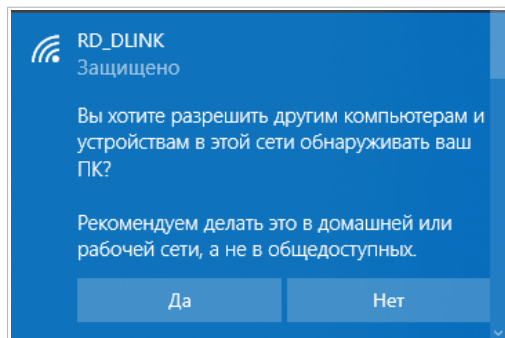 RD_DLINK
Защищено
Вы хотите разрешить другим компьютерам и
устройствам в этой сети обнаруживать ваш
ПК?
Рекомендуем делать это в домашней или
рабочей сети, а не в общедоступных.
Да Нет